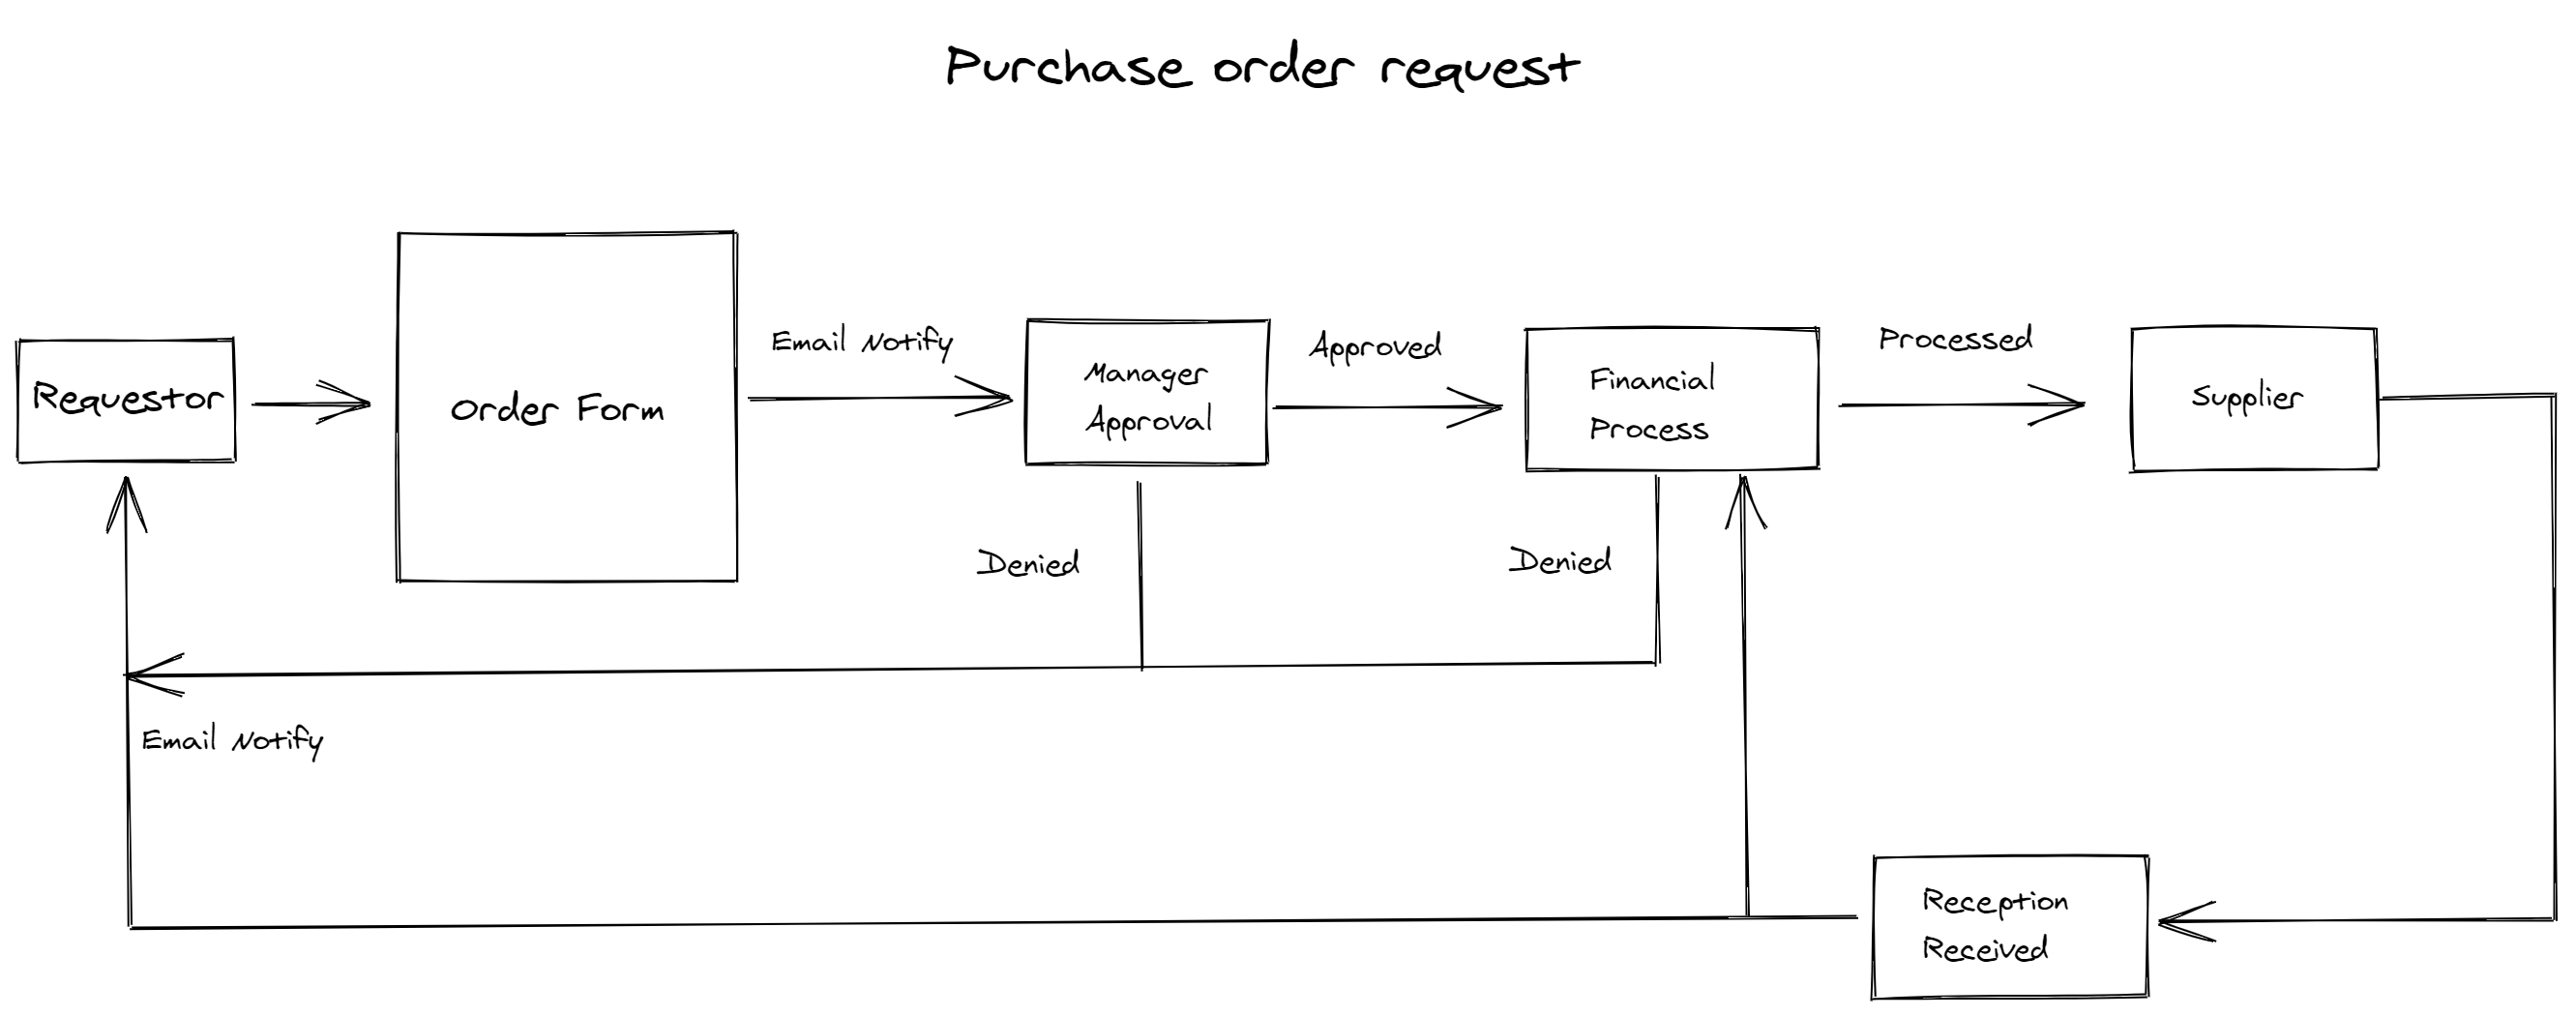 Purchase order request
Requestor
Order Form
Email Notify
Manager
Approval
Approved
Financial
Process
Processed
Supplier
Denied
Denied
Email Notify
Reception
Received